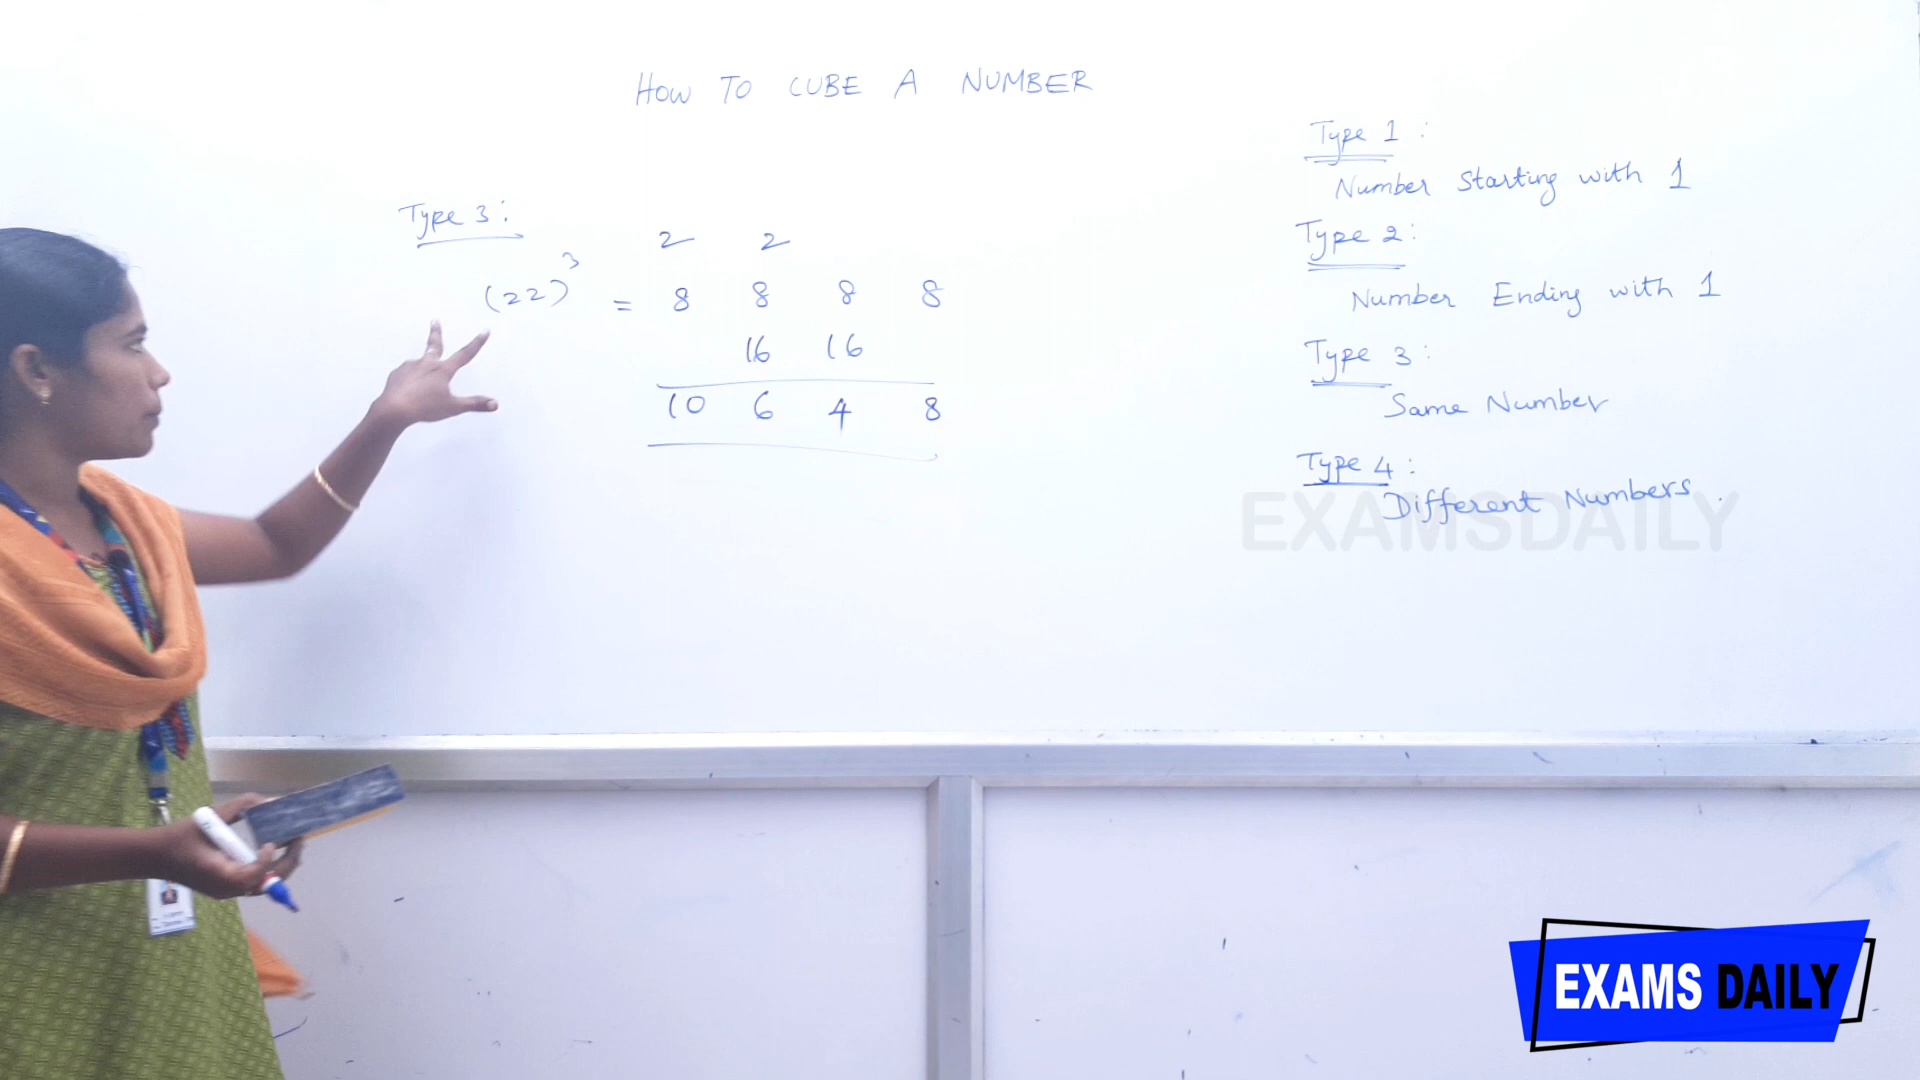 HOW TO CUBE A NUMBER
Type 3:
2 2
(22)³ = 8 8 8 8
16 16
10 6 4 8
Type 1 :
Number Starting with 1
Type 2:
Number Ending with 1
Type 3 :
Same Number
Type 4 :
Different Numbers.
EXAMSDAILY
EXAMS DAILY